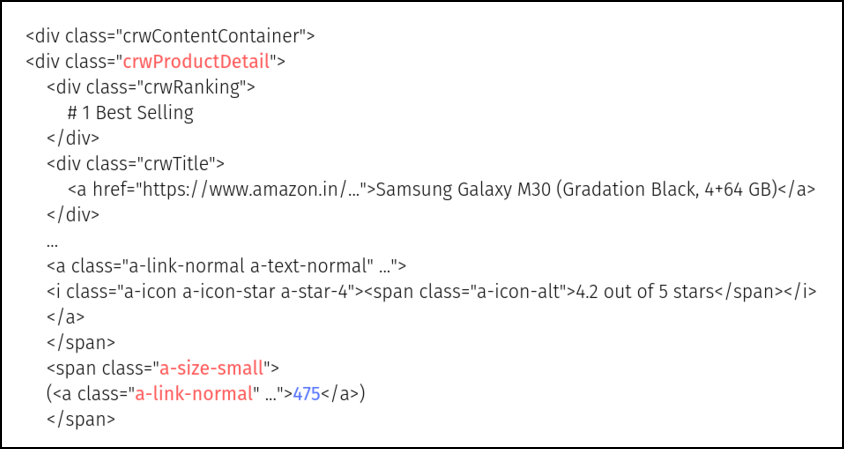 <div class="crwContentContainer">
<div class="crwProductDetail">
<div class="crwRanking">
# 1 Best Selling
</div>
<div class="crwTitle">
<a href="https://www.amazon.in/...">Samsung Galaxy M30 (Gradation Black, 4+64 GB)</a>
</div>
...
<a class="a-link-normal a-text-normal" ...">
<i class="a-icon a-icon-star a-star-4"><span class="a-icon-alt">4.2 out of 5 stars</span></i>
</a>
</span>
<span class="a-size-small">
(<a class="a-link-normal" ...">475</a>)
</span>